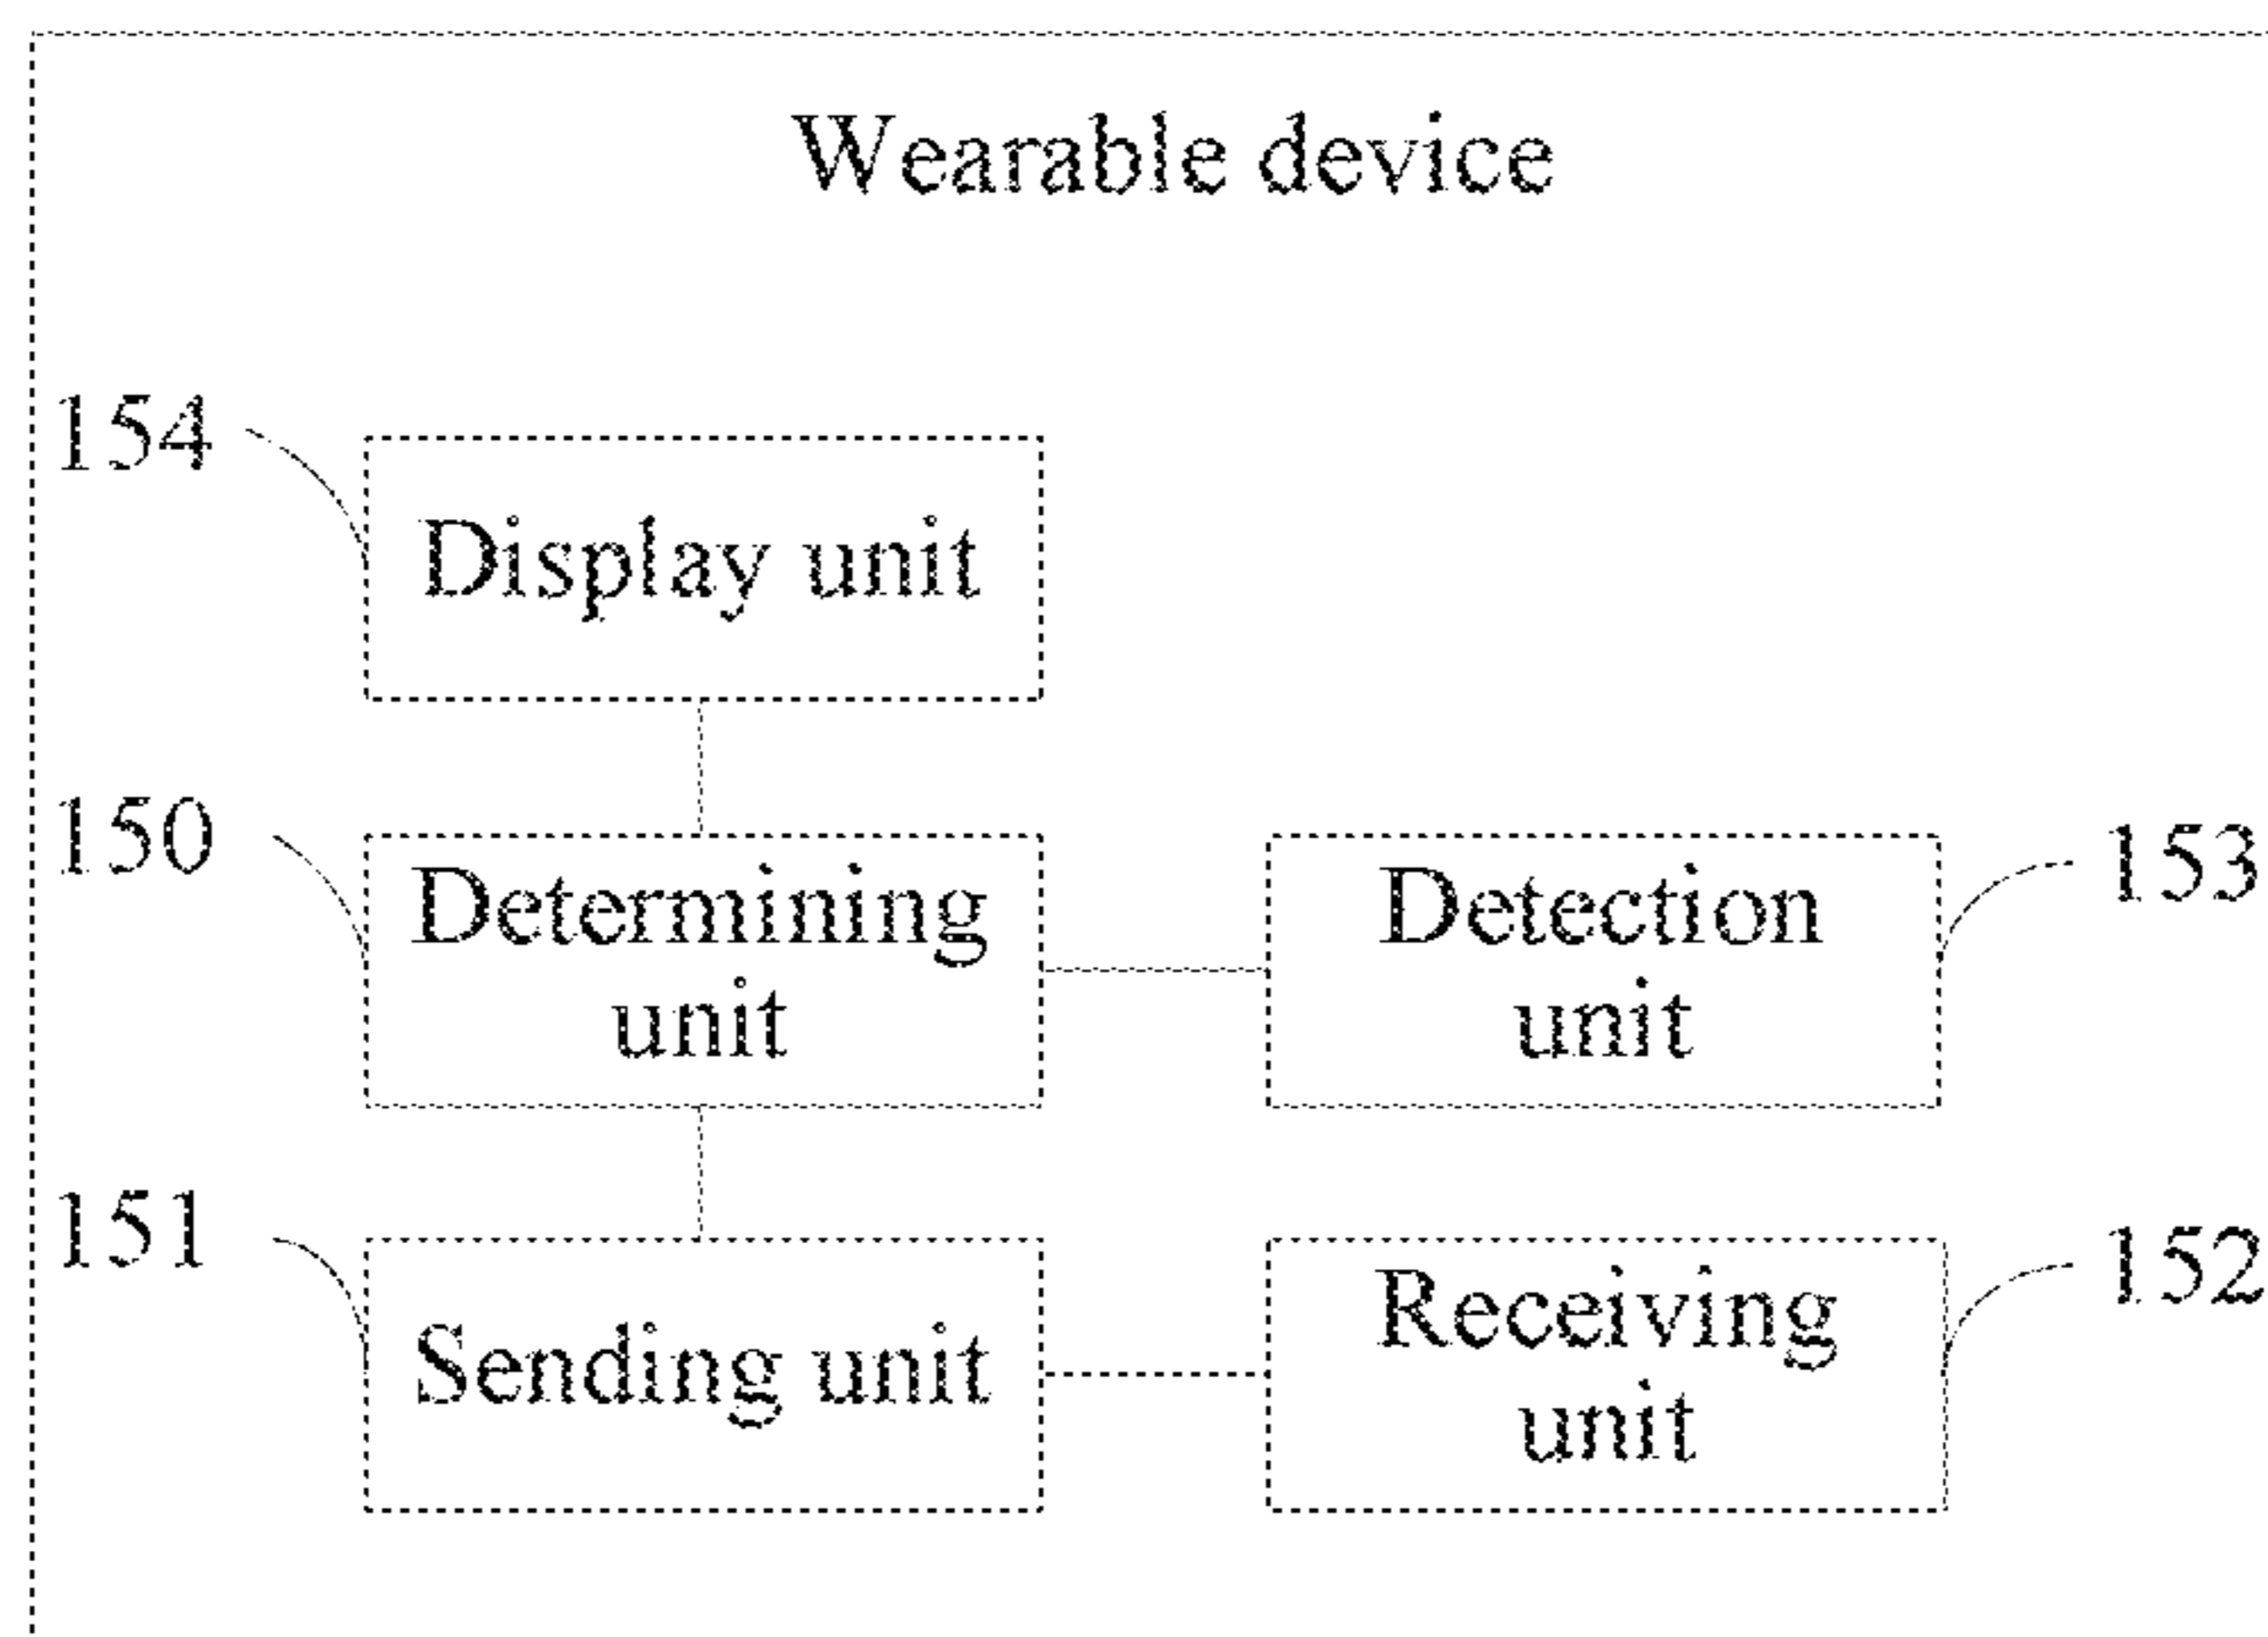 Wearable device
154
Display unit
150
Determining
unit
Detection
unit
153
151
Sending unit
Receiving
unit
152